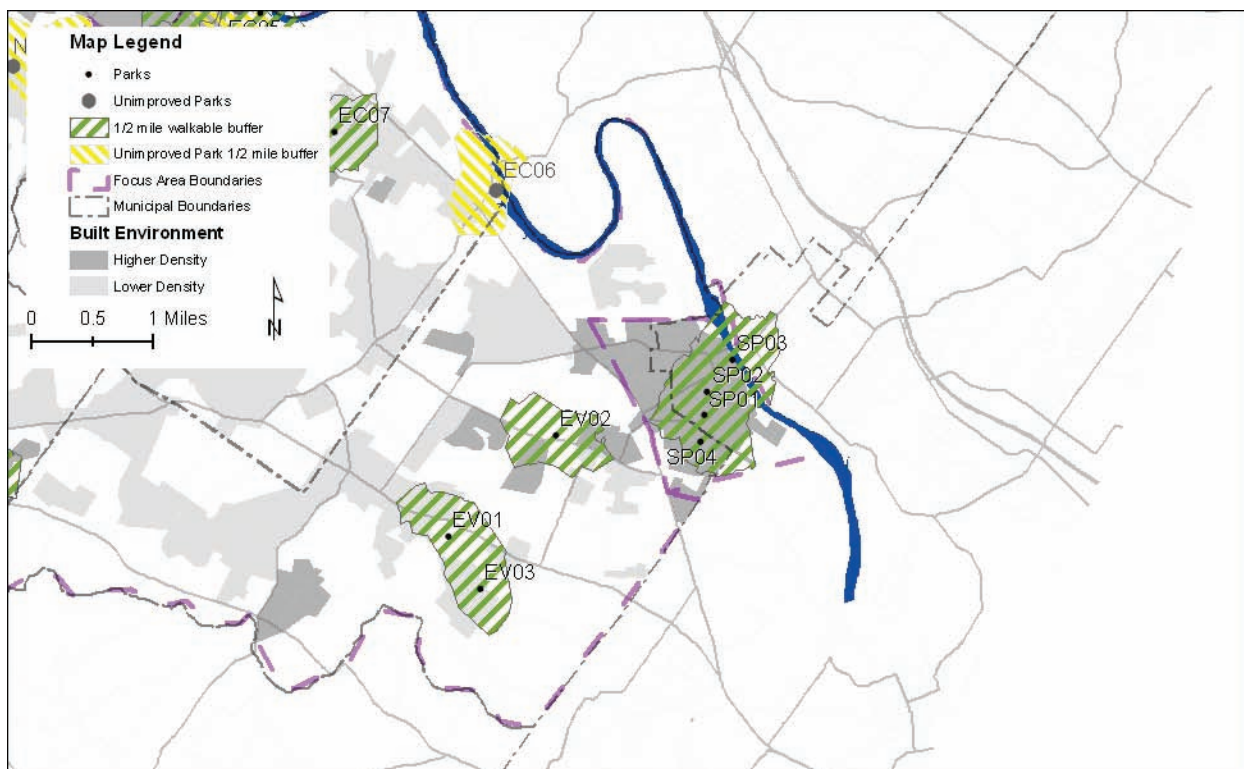 EC05
N
Map Legend
Parks
Unimproved Parks
1/2 mile walkable buffer
Unimproved Park 1/2 mile buffer
Focus Area Boundaries
Municipal Boundaries
Built Environment
Higher Density
Lower Density
0 0.5 1 Miles
N
EC07
EC06
SP03
SP02
SP01
SP04
EV02
EV01
EV03